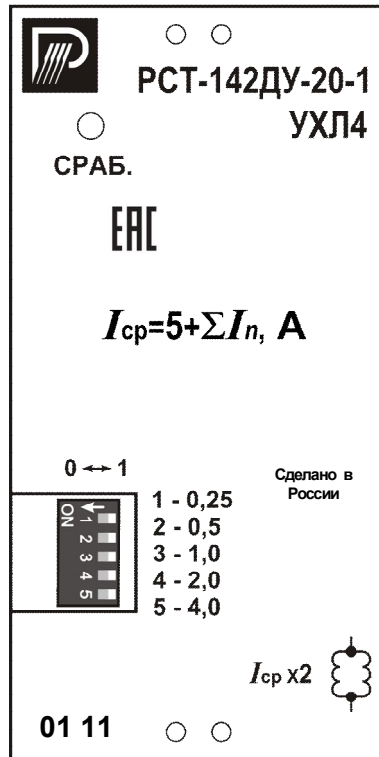 РСТ-142ДУ-20-1
УХЛ4
СРАБ.
EAC
Iср=5+ΣIn, А
0 ↔ 1
Сделано в
России
ON
1
2
3
4
5
1 - 0,25
2 - 0,5
3 - 1,0
4 - 2,0
5 - 4,0
Iср X2
01 11